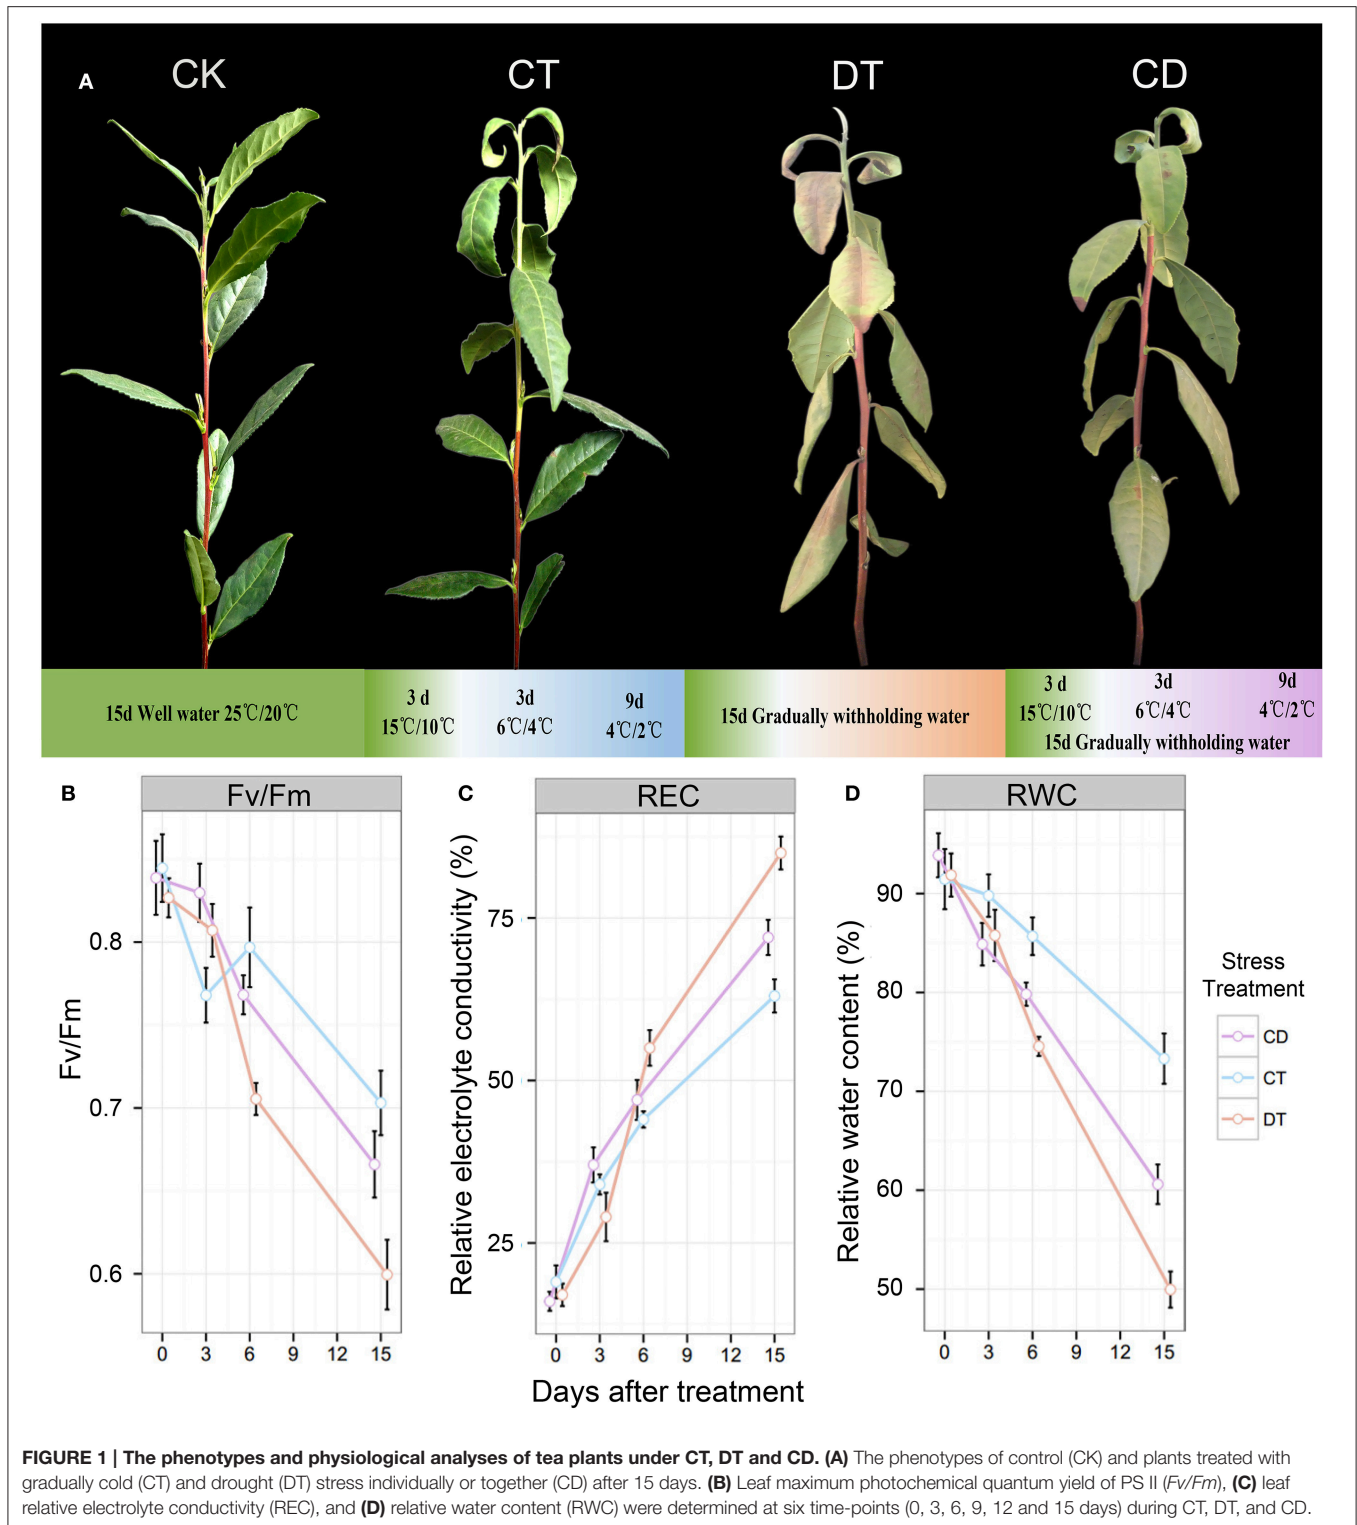 A
CK
CT
DT
CD
15d Well water 25℃/20℃
3 d
15℃/10℃
3d
6℃/4℃
9d
4℃/2℃
15d Gradually withholding water
3 d
15℃/10℃
3d
6℃/4℃
9d
4℃/2℃
15d Gradually withholding water
B
Fv/Fm
Fv/Fm
0.8
0.7
0.6
0 3 6 9 12 15
C
REC
Relative electrolyte conductivity (%)
75
50
25
0 3 6 9 12 15
Days after treatment
D
RWC
Relative water content (%)
90
80
70
60
50
0 3 6 9 12 15
Stress
Treatment
CD
CT
DT
FIGURE 1 | The phenotypes and physiological analyses of tea plants under CT, DT and CD. (A) The phenotypes of control (CK) and plants treated with
gradually cold (CT) and drought (DT) stress individually or together (CD) after 15 days. (B) Leaf maximum photochemical quantum yield of PS II (Fv/Fm), (C) leaf
relative electrolyte conductivity (REC), and (D) relative water content (RWC) were determined at six time-points (0, 3, 6, 9, 12 and 15 days) during CT, DT, and CD.